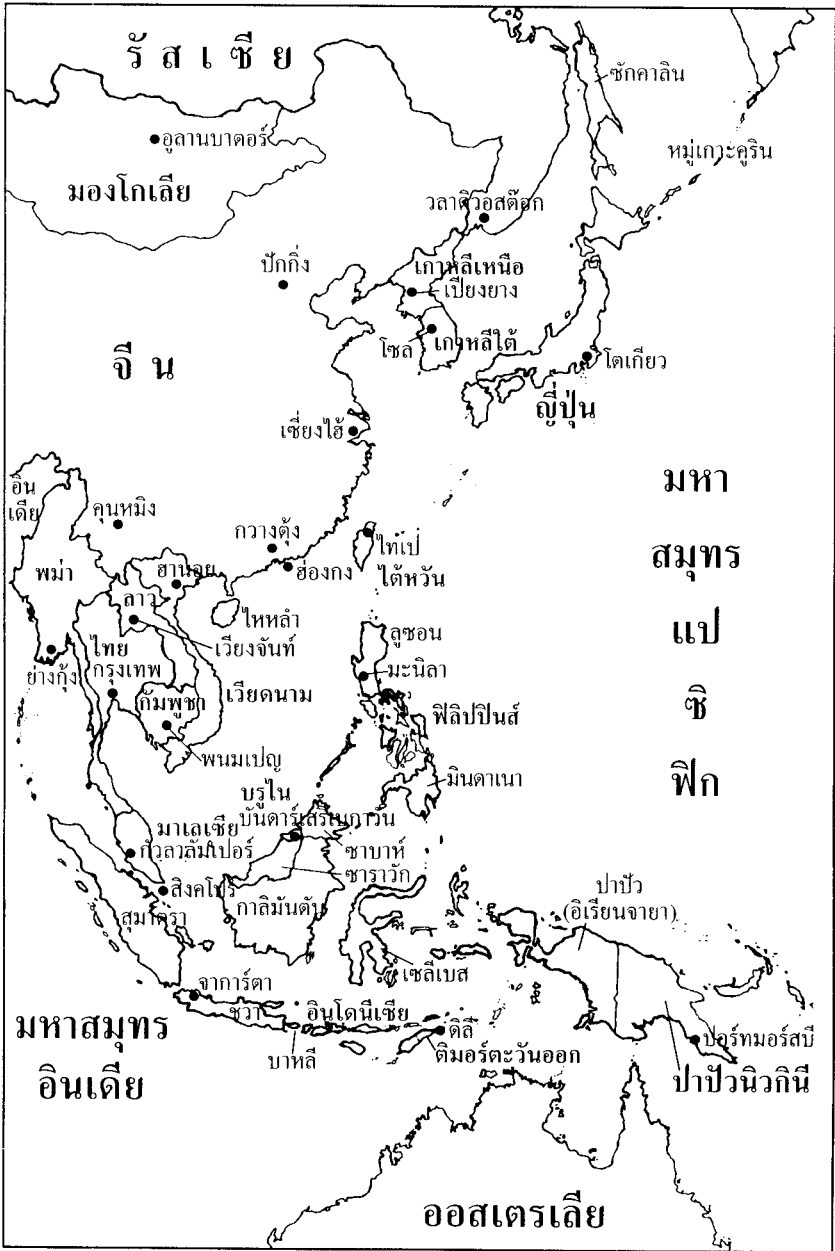 รัสเซีย
ซักคาลิน
อูลานบาตอร์
หมู่เกาะคูริน
มองโกเลีย
วลาดิวอสต๊อก
ปักกิ่ง
เกาหลีเหนือ
เปียงยาง
โซล
เกาหลีใต้
จีน
โตเกียว
ญี่ปุ่น
เซี่ยงไฮ้
อิน
เดีย
คุนหมิง
กวางตุ้ง
ไทเป
ฮ่องกง
ไต้หวัน
พม่า
ฮานอย
ลาว
ไหหลำ
เวียงจันท์
ลูซอน
มะนิลา
ไทย
กรุงเทพ
ย่างกุ้ง
กัมพูชา
เวียดนาม
ฟิลิปปินส์
พนมเปญ
มินดาเนา
มหา
สมุทร
แป
ซิ
ฟิก
บรูไน
บันดาร์เสรีเบกาวัน
มาเลเซีย
กัวลาลัมเปอร์
ซาบาห์
ซาราวัก
สิงคโปร์
สุมาตรา
กาลิมันตัน
ปาปัว
(อิเรียนจายา)
เซลีเบส
จาการ์ตา
ชวา
อินโดนีเซีย
ดิลี
บาหลี
ติมอร์ตะวันออก
ปอร์ทมอร์สบี
ปาปัวนิวกินี
มหาสมุทร
อินเดีย
ออสเตรเลีย